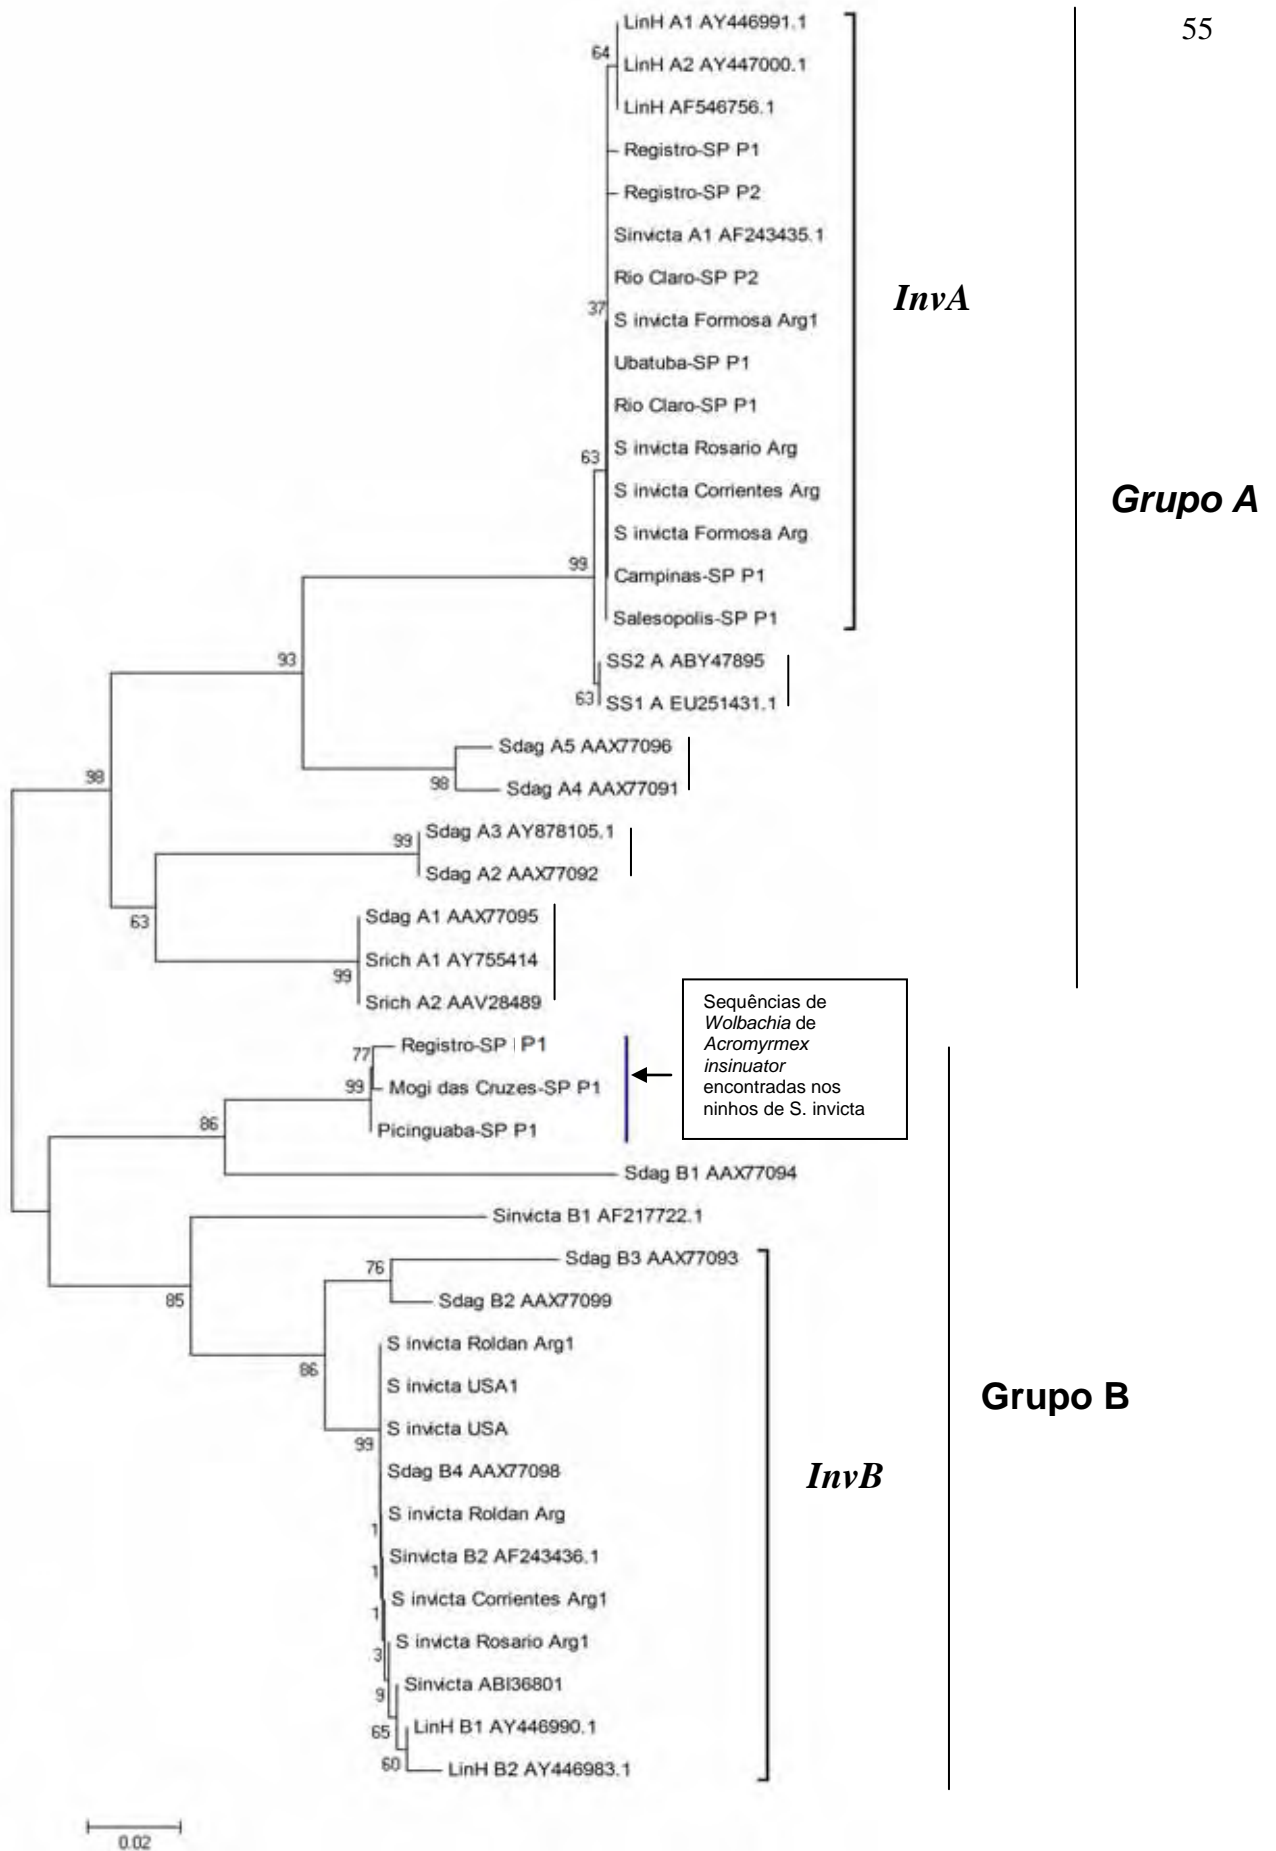 55
64
LinH A1 AY446991.1
LinH A2 AY447000.1
LinH AF546756.1
Registro-SP P1
Registro-SP P2
Sinvicta A1 AF243435.1
Rio Claro-SP P2
37
S invicta Formosa Arg1
Ubatuba-SP P1
Rio Claro-SP P1
S invicta Rosario Arg
63
S invicta Corrientes Arg
S invicta Formosa Arg
99
Campinas-SP P1
Salesopolis-SP P1
InvA
Grupo A
93
SS2 A ABY47895
63
SS1 A EU251431.1
Sdag A5 AAX77096
98
98
Sdag A4 AAX77091
99
Sdag A3 AY878105.1
Sdag A2 AAX77092
63
Sdag A1 AAX77095
Srich A1 AY755414
99
Srich A2 AAV28489
77
Registro-SP P1
99
Mogi das Cruzes-SP P1
86
Picinguaba-SP P1
Sequências de
Wolbachia de
Acromyrmex
insinuator
encontradas nos
ninhos de S. invicta
Sdag B1 AAX77094
Sinvicta B1 AF217722.1
76
Sdag B3 AAX77093
85
Sdag B2 AAX77099
86
S invicta Roldan Arg1
S invicta USA1
S invicta USA
99
Sdag B4 AAX77098
S invicta Roldan Arg
1
Sinvicta B2 AF243436.1
1
S invicta Corrientes Arg1
1
S invicta Rosario Arg1
3
Sinvicta ABI36801
9
LinH B1 AY446990.1
65
60
LinH B2 AY446983.1
InvB
Grupo B
0.02